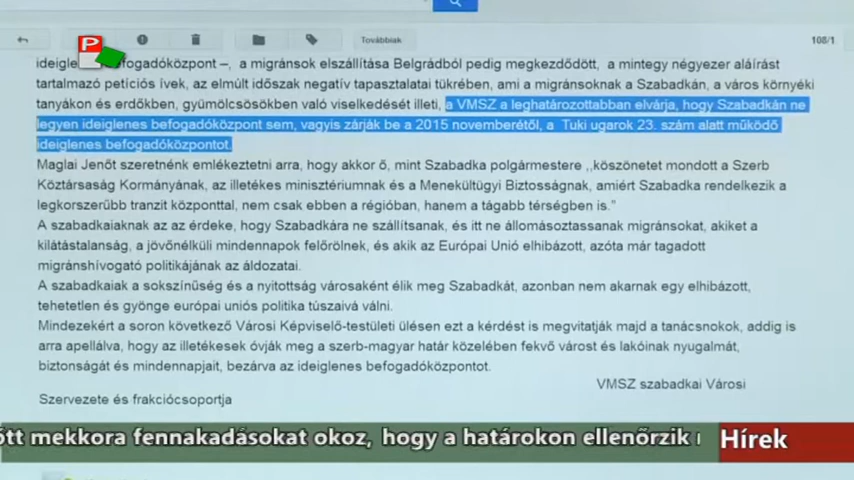 Továbbiak
108/1
P
ideiglenes befogadóközpont –, a migránsok elszállítása Belgrádból pedig megkezdődött, a mintegy négyezer aláírást
tartalmazó petíciós ívek, az elmúlt időszak negatív tapasztalatai tükrében, ami a migránsoknak a Szabadkán, a város környéki
tanyákon és erdőkben, gyümölcsösökben való viselkedését illeti, a VMSZ a leghatározottabban elvárja, hogy Szabadkán ne
legyen ideiglenes befogadóközpont sem, vagyis zárják be a 2015 novemberétől, a Tuki ugarok 23. szám alatt működő
ideiglenes befogadóközpontot.
Maglai Jenőt szeretnénk emlékeztetni arra, hogy akkor ő, mint Szabadka polgármestere ,,köszönetet mondott a Szerb
Köztársaság Kormányának, az illetékes minisztériumnak és a Menekültügyi Biztosságnak, amiért Szabadka rendelkezik a
legkorszerűbb tranzit központtal, nem csak ebben a régióban, hanem a tágabb térségben is."
A szabadkaiaknak az az érdeke, hogy Szabadkára ne szállítsanak, és itt ne állomásoztassanak migránsokat, akiket a
kilátástalanság, a jövőnélküli mindennapok felőrölnek, és akik az Európai Unió elhibázott, azóta már tagadott
migránshívogató politikájának az áldozatai.
A szabadkaiak a sokszínűség és a nyitottság városaként élik meg Szabadkát, azonban nem akarnak egy elhibázott,
tehetetlen és gyönge európai uniós politika túszaivá válni.
Mindezekért a soron következő Városi Képviselő-testületi ülésen ezt a kérdést is megvitatják majd a tanácsnokok, addig is
arra apellálva, hogy az illetékesek óvják meg a szerb-magyar határ közelében fekvő várost és lakóinak nyugalmát,
biztonságát és mindennapjait, bezárva az ideiglenes befogadóközpontot.
VMSZ szabadkai Városi
Szervezete és frakciócsoportja
őtt mekkora fennakadásokat okoz, hogy a határokon ellenőrzik
Hírek